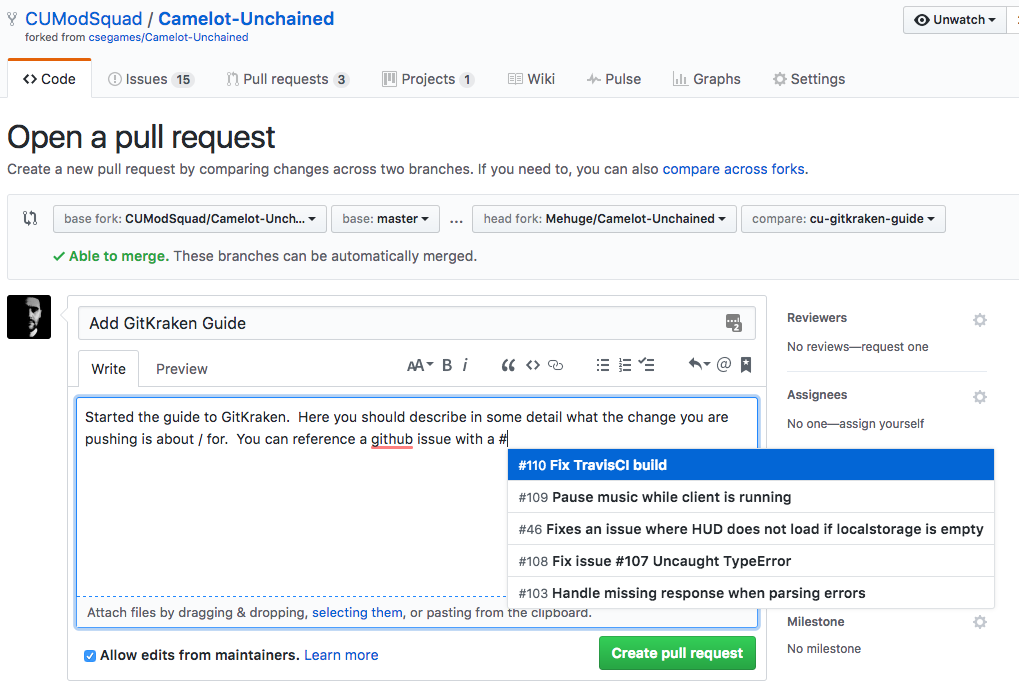 CUModSquad / Camelot-Unchained
Unwatch
forked from csegames/Camelot-Unchained
Code Issues 15 Pull requests 3 Projects 1 Wiki Pulse Graphs Settings
Open a pull request
Create a new pull request by comparing changes across two branches. If you need to, you can also compare across forks.
base fork: CUModSquad/Camelot-Unch... base: master ... head fork: Mehuge/Camelot-Unchained compare: cu-gitkraken-guide
Able to merge. These branches can be automatically merged.
Add GitKraken Guide
2
Write Preview
AA B i
Started the guide to GitKraken. Here you should describe in some detail what the change you are
pushing is about / for. You can reference a github issue with a #
#110 Fix TravisCI build
#109 Pause music while client is running
#46 Fixes an issue where HUD does not load if localstorage is empty
#108 Fix issue #107 Uncaught TypeError
#103 Handle missing response when parsing errors
Attach files by dragging & dropping, selecting them, or pasting from the clipboard.
Allow edits from maintainers. Learn more
Create pull request
Reviewers
No reviews—request one
Assignees
No one—assign yourself
Milestone
No milestone